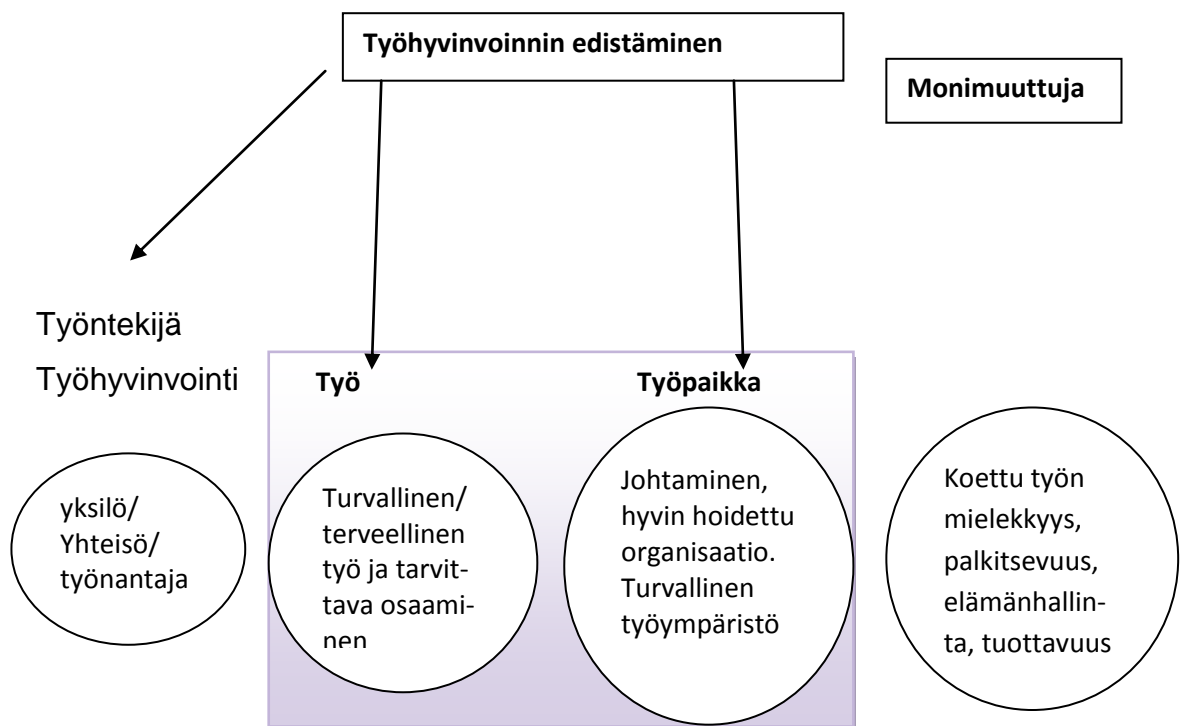 Työhyvinvoinnin edistäminen
Monimuuttuja
Työntekijä
Työhyvinvointi
Työ
Työpaikka
yksilö/
Yhteisö/
työnantaja
Turvallinen/
terveellinen
työ ja tarvit-
tava osaami-
nen
Johtaminen,
hyvin hoidettu
organisaatio.
Turvallinen
työympäristö
Koettu työn
mielekkyys,
palkitsevuus,
elämänhallin-
ta, tuottavuus